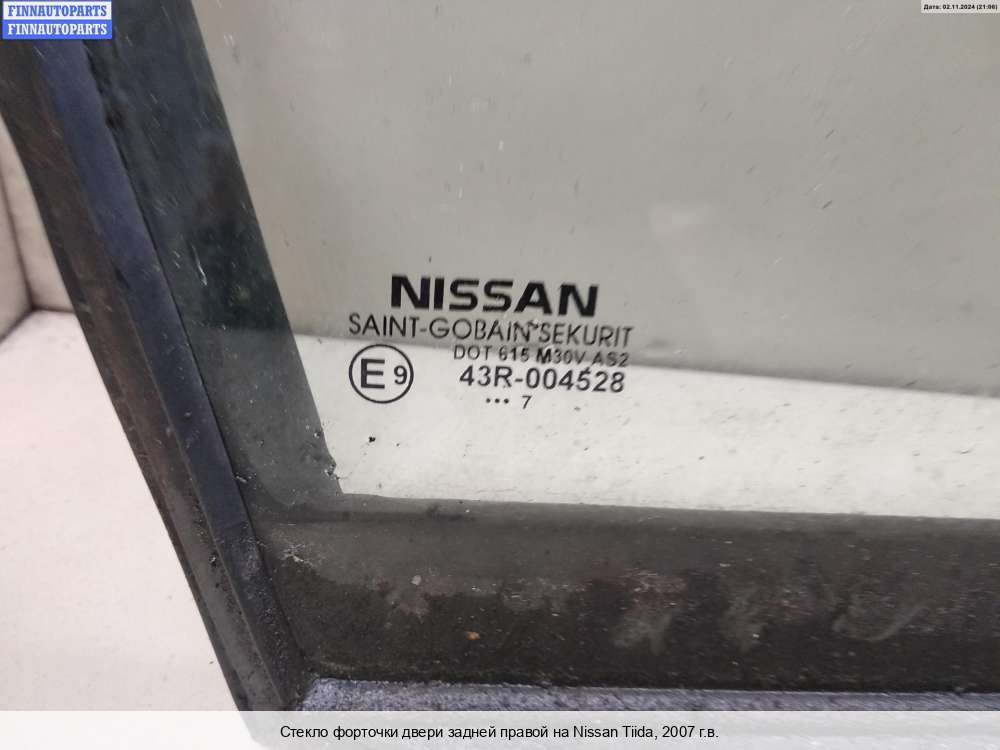 FINNAUTOPARTS
FINNAUTOPARTS
Дата: 02.11.2024 (21:06)
NISSAN
SAINT-GOBAIN SEKURIT
DOT 615 M30V AS2
E9 43R-004528
... 7
Стекло форточки двери задней правой на Nissan Tiida, 2007 г.в.